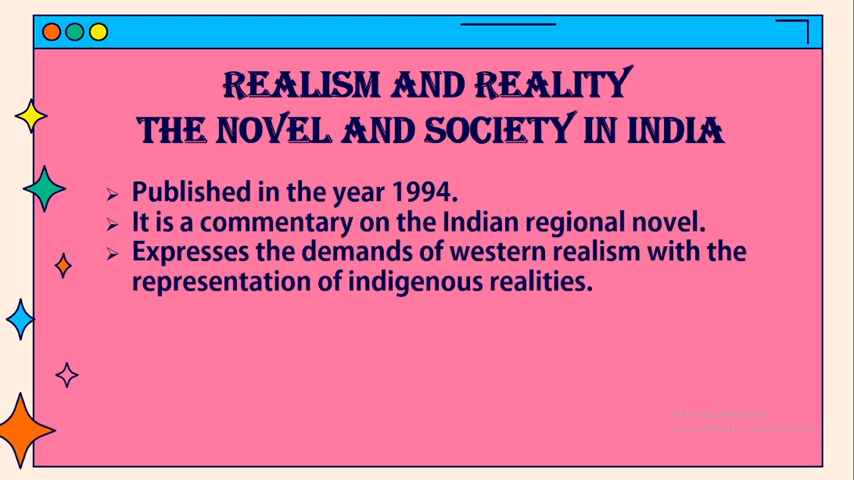 REALISM AND REALITY
THE NOVEL AND SOCIETY IN INDIA
Published in the year 1994.
It is a commentary on the Indian regional novel.
Expresses the demands of western realism with the
representation of indigenous realities.
Activate Windows